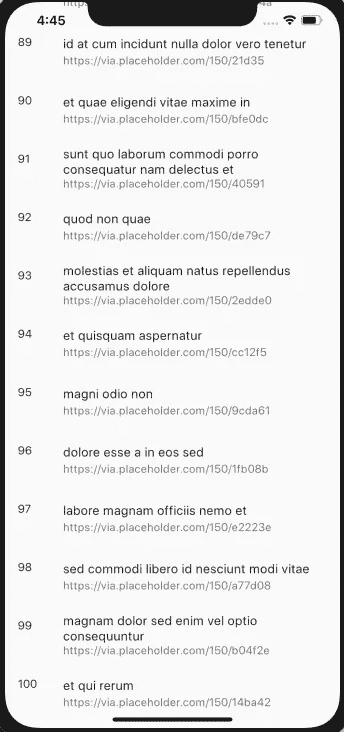 4:45
89
id at cum incidunt nulla dolor vero tenetur
https://via.placeholder.com/150/21d35
90
et quae eligendi vitae maxime in
https://via.placeholder.com/150/bfe0dc
91
sunt quo laborum commodi porro
consequatur nam delectus et
https://via.placeholder.com/150/40591
92
quod non quae
https://via.placeholder.com/150/de79c7
93
molestias et aliquam natus repellendus
accusamus dolore
https://via.placeholder.com/150/2edde0
94
et quisquam aspernatur
https://via.placeholder.com/150/cc12f5
95
magni odio non
https://via.placeholder.com/150/9cda61
96
dolore esse a in eos sed
https://via.placeholder.com/150/1fb08b
97
labore magnam officiis nemo et
https://via.placeholder.com/150/e2223e
98
sed commodi libero id nesciunt modi vitae
https://via.placeholder.com/150/a77d08
99
magnam dolor sed enim vel optio
consequuntur
https://via.placeholder.com/150/b04f2e
100
et qui rerum
https://via.placeholder.com/150/14ba42